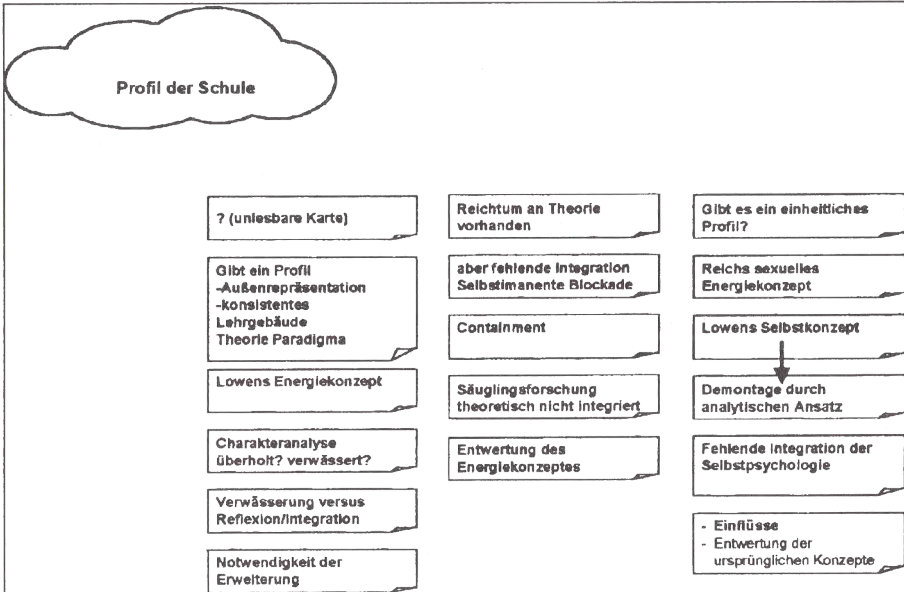 Profil der Schule
? (unlesbare Karte)
Gibt ein Profil
-Außenrepräsentation
-konsistentes
Lehrgebäude
Theorie Paradigma
Lowens Energiekonzept
Charakteranalyse
überholt? verwässert?
Verwässerung versus
Reflexion/Integration
Notwendigkeit der
Erweiterung
Reichtum an Theorie
vorhanden
aber fehlende Integration
Selbstimanente Blockade
Containment
Säuglingsforschung
theoretisch nicht integriert
Entwertung des
Energiekonzeptes
Gibt es ein einheitliches
Profil?
Reichs sexuelles
Energiekonzept
Lowens Selbstkonzept
Demontage durch
analytischen Ansatz
Fehlende Integration der
Selbstpsychologie
- Einflüsse
- Entwertung der
ursprünglichen Konzepte